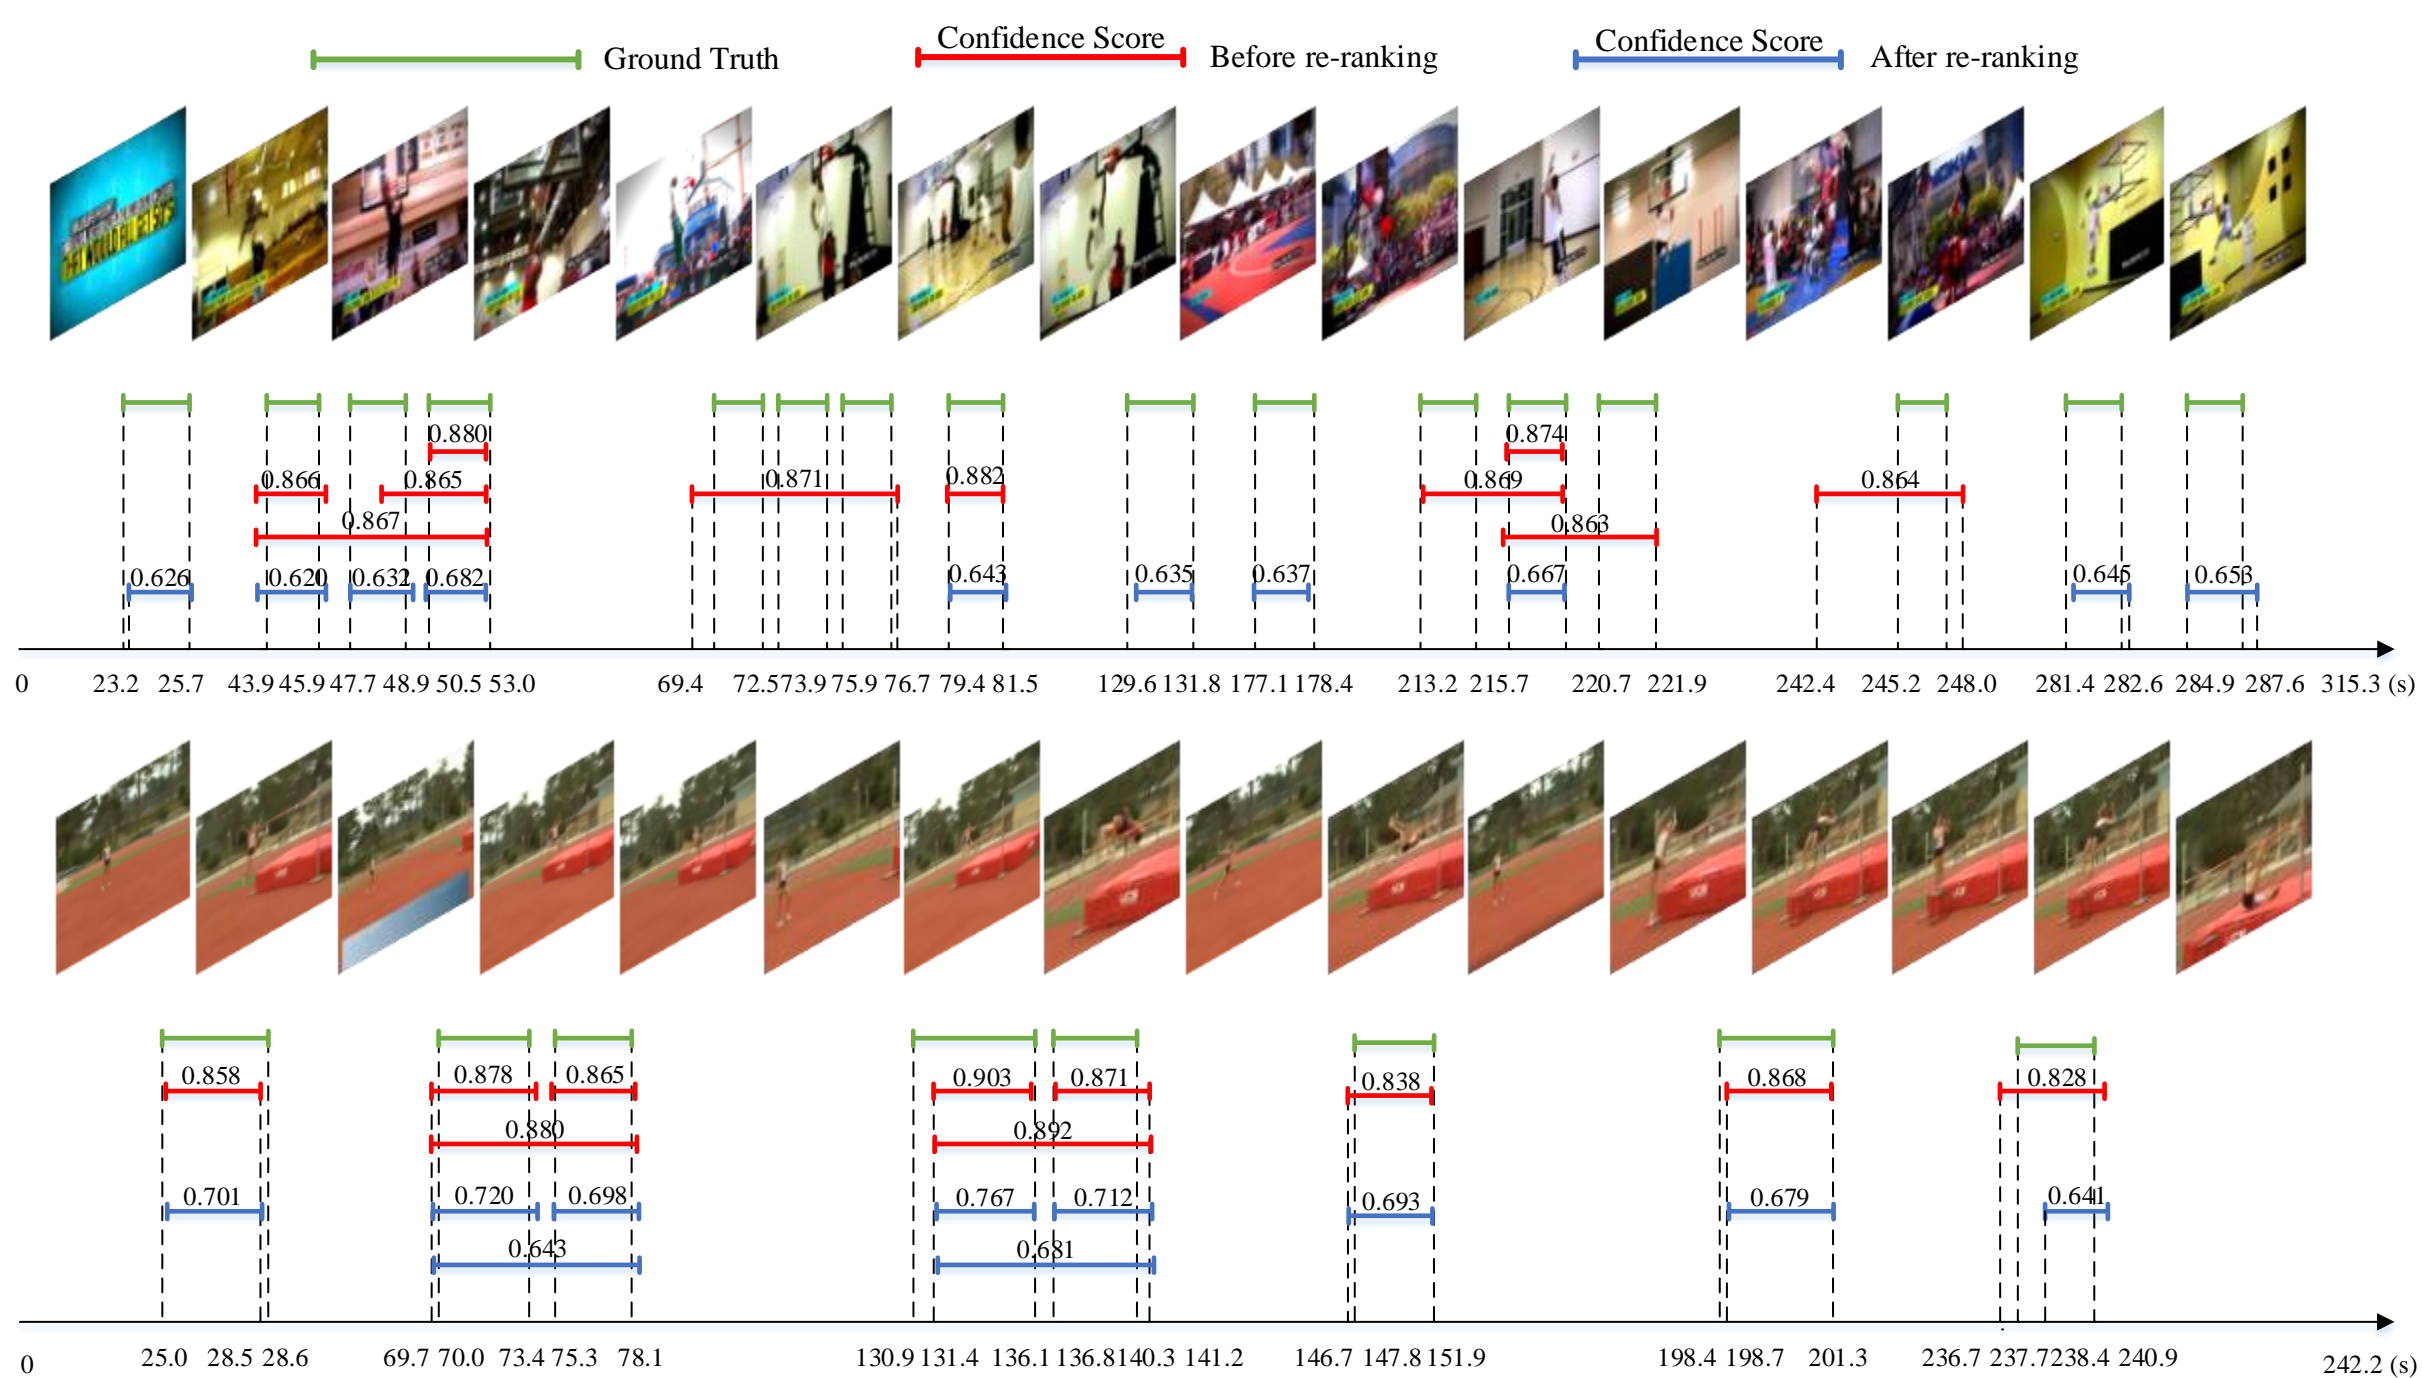 Ground Truth
Confidence Score
Before re-ranking
Confidence Score
After re-ranking
0.880 0.874
0.866 0.865 0.871 0.882 0.869 0.864
0.867 0.863
0.626 0.620 0.632 0.682 0.643 0.635 0.637 0.667 0.645 0.653
0 23.2 25.7 43.9 45.9 47.7 48.9 50.5 53.0 69.4 72.5 73.9 75.9 76.7 79.4 81.5 129.6 131.8 177.1 178.4 213.2 215.7 220.7 221.9 242.4 245.2 248.0 281.4 282.6 284.9 287.6 315.3 (s)
0.858 0.878 0.865 0.903 0.871 0.838 0.868 0.828
0.880 0.892
0.701 0.720 0.698 0.767 0.712 0.693 0.679 0.641
0.643 0.681
0 25.0 28.5 28.6 69.7 70.0 73.4 75.3 78.1 130.9 131.4 136.1 136.8 140.3 141.2 146.7 147.8 151.9 198.4 198.7 201.3 236.7 237.7 238.4 240.9 242.2 (s)